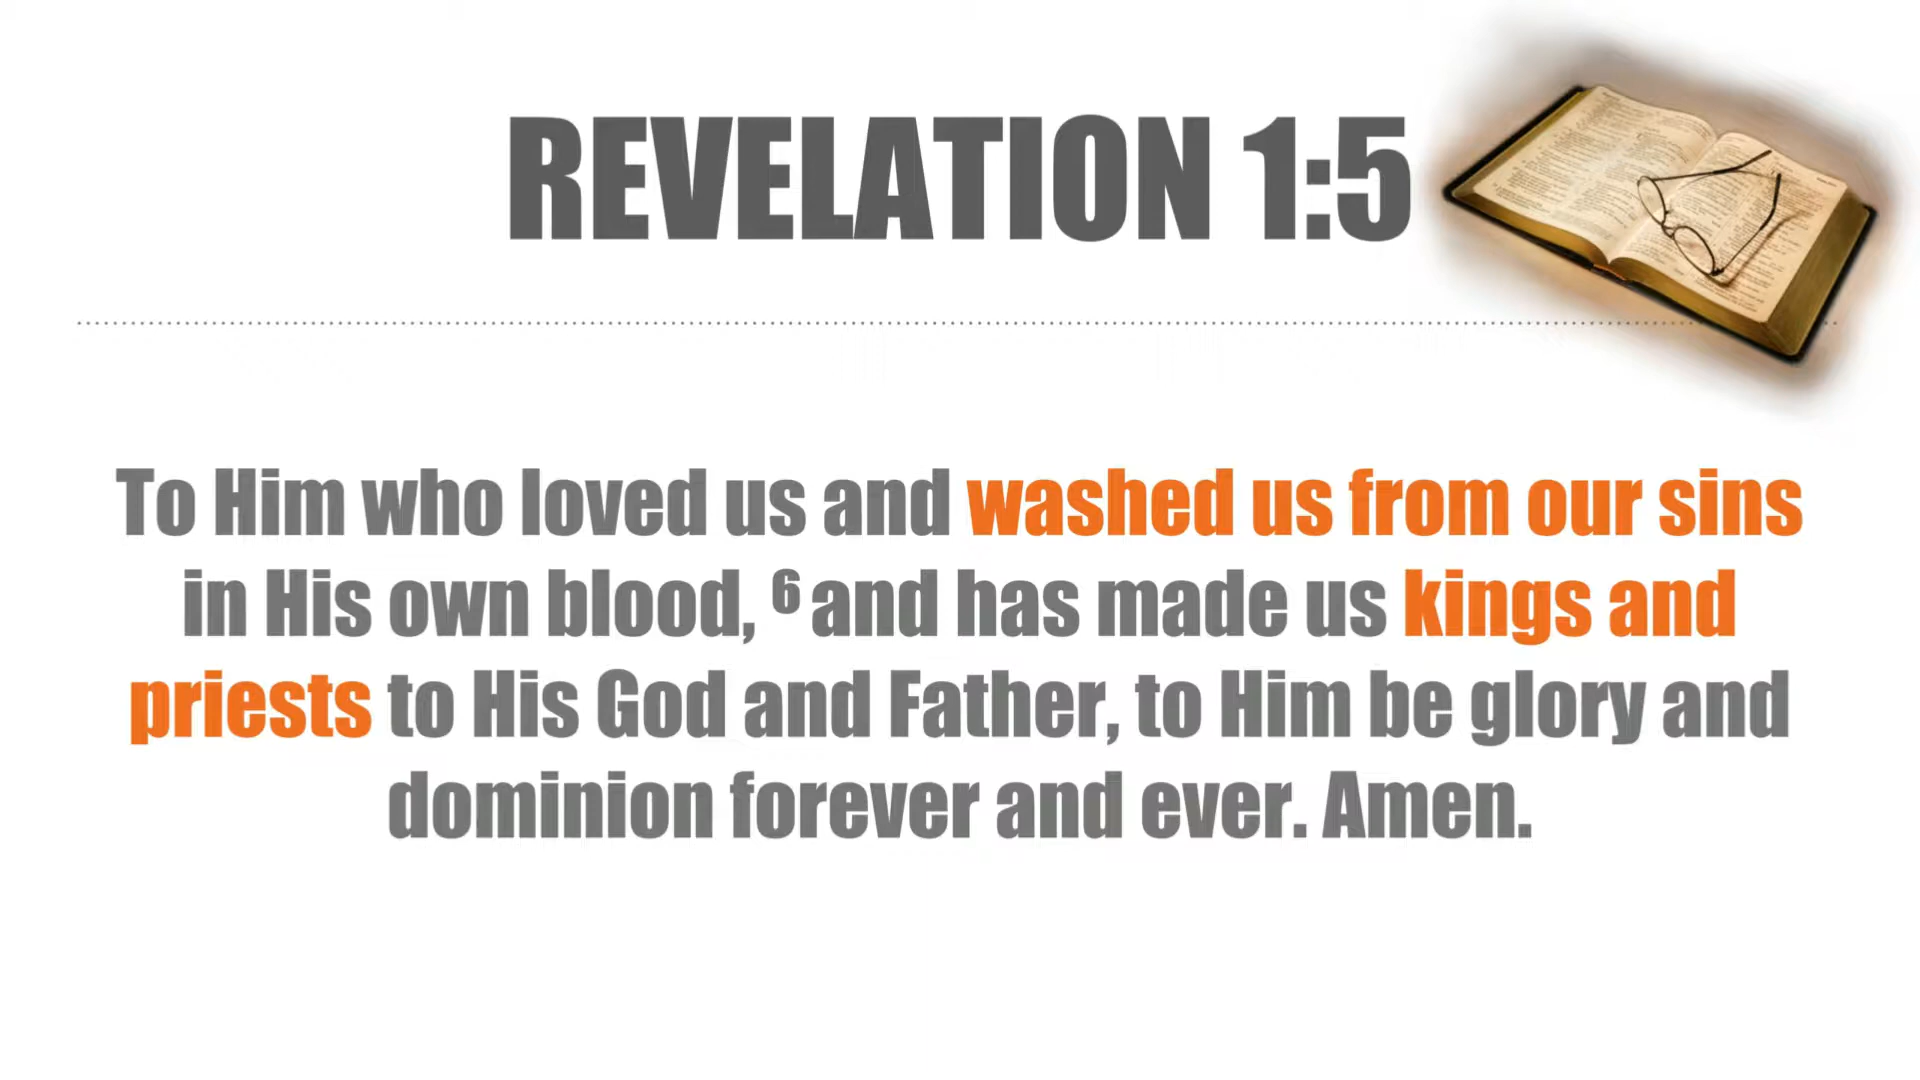 REVELATION 1:5
To Him who loved us and washed us from our sins
in His own blood, ⁶ and has made us kings and
priests to His God and Father, to Him be glory and
dominion forever and ever. Amen.